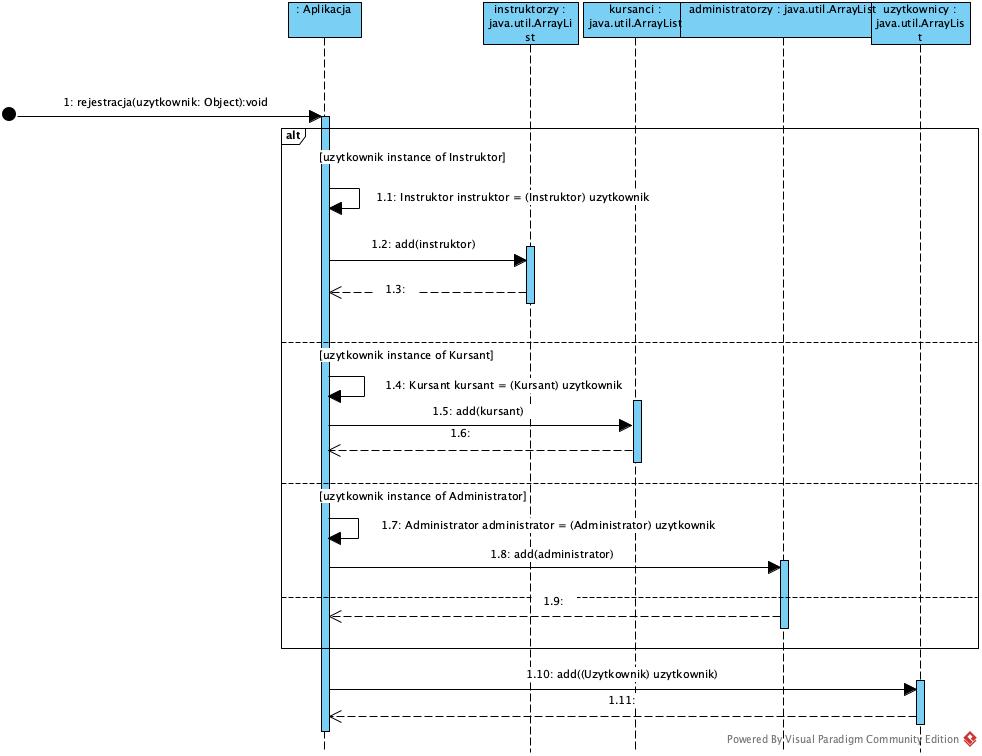 : Aplikacja
instruktorzy :
java.util.ArrayLi
st
kursanci :
java.util.ArrayList
administratorzy : java.util.ArrayList
uzytkownicy :
java.util.ArrayLis
t
1: rejestracja(uzytkownik: Object):void
alt
[uzytkownik instance of Instruktor]
1.1: Instruktor instruktor = (Instruktor) uzytkownik
1.2: add(instruktor)
1.3:
[uzytkownik instance of Kursant]
1.4: Kursant kursant = (Kursant) uzytkownik
1.5: add(kursant)
1.6:
[uzytkownik instance of Administrator]
1.7: Administrator administrator = (Administrator) uzytkownik
1.8: add(administrator)
1.9:
1.10: add((Uzytkownik) uzytkownik)
1.11:
Powered By Visual Paradigm Community Edition